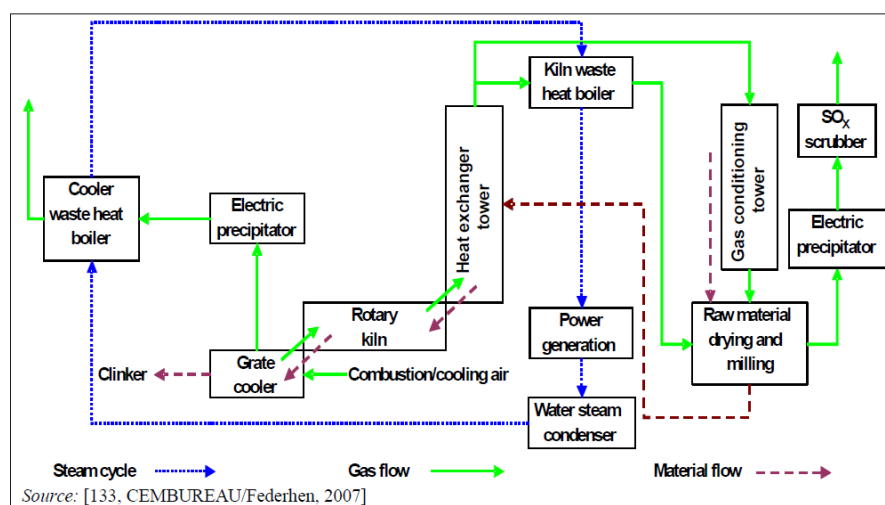 Kiln waste
heat boiler
SOX
scrubber
Cooler
waste heat
boiler
Electric
precipitator
Heat exchanger
tower
Gas conditioning
tower
Electric
precipitator
Rotary
kiln
Power
generation
Raw material
drying and
milling
Grate
cooler
Clinker
Combustion/cooling air
Water steam
condenser
Steam cycle
Gas flow
Material flow
Source: [133, CEMBUREAU/Federhen, 2007]